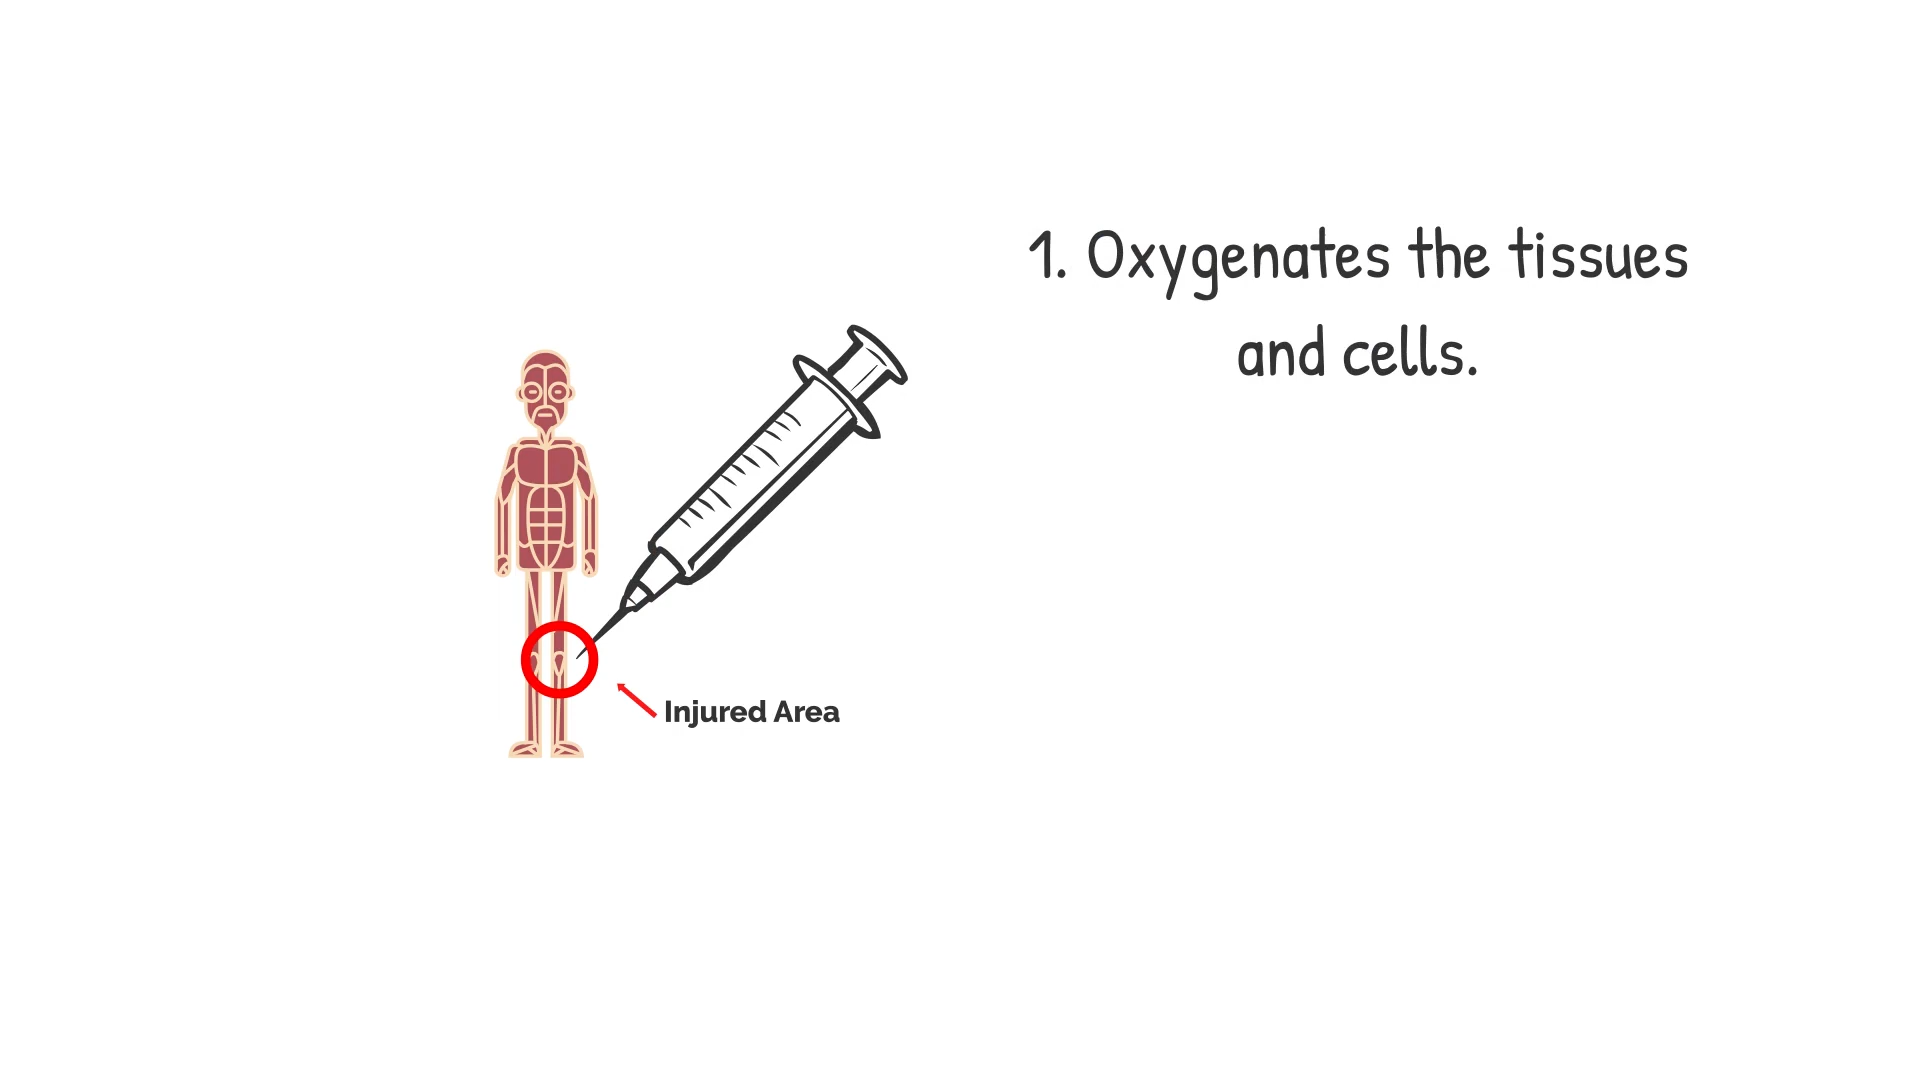 1. Oxygenates the tissues
and cells.
Injured Area